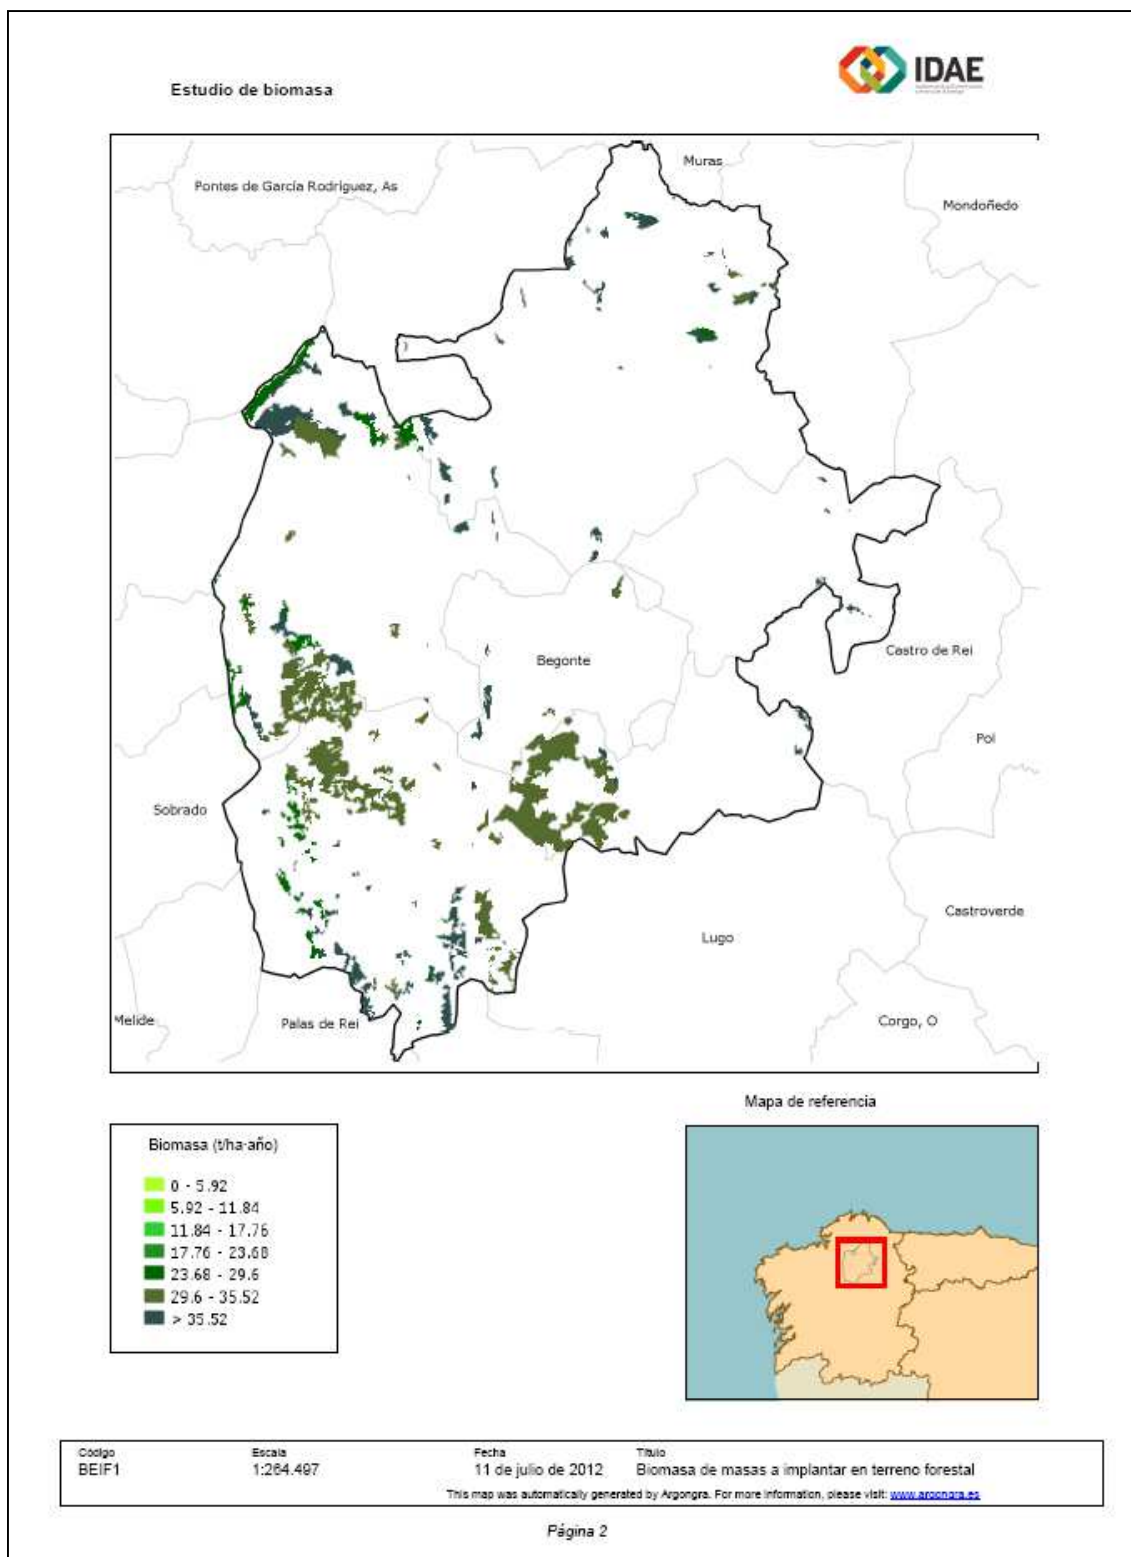 IDAE
Estudio de biomasa
Muras
Pontes de García Rodríguez, As
Mondoñedo
Begonte
Castro de Rei
Pol
Sobrado
Castroverde
Lugo
Melide
Palas de Rei
Corgo, O
Mapa de referencia
Biomasa (t/ha·año)
0 - 5.92
5.92 - 11.84
11.84 - 17.76
17.76 - 23.68
23.68 - 29.6
29.6 - 35.52
> 35.52
Código Escala Fecha Título
BEIF1 1:264.497 11 de julio de 2012 Biomasa de masas a implantar en terreno forestal
This map was automatically generated by Argongra. For more information, please visit: www.argongra.es
Página 2